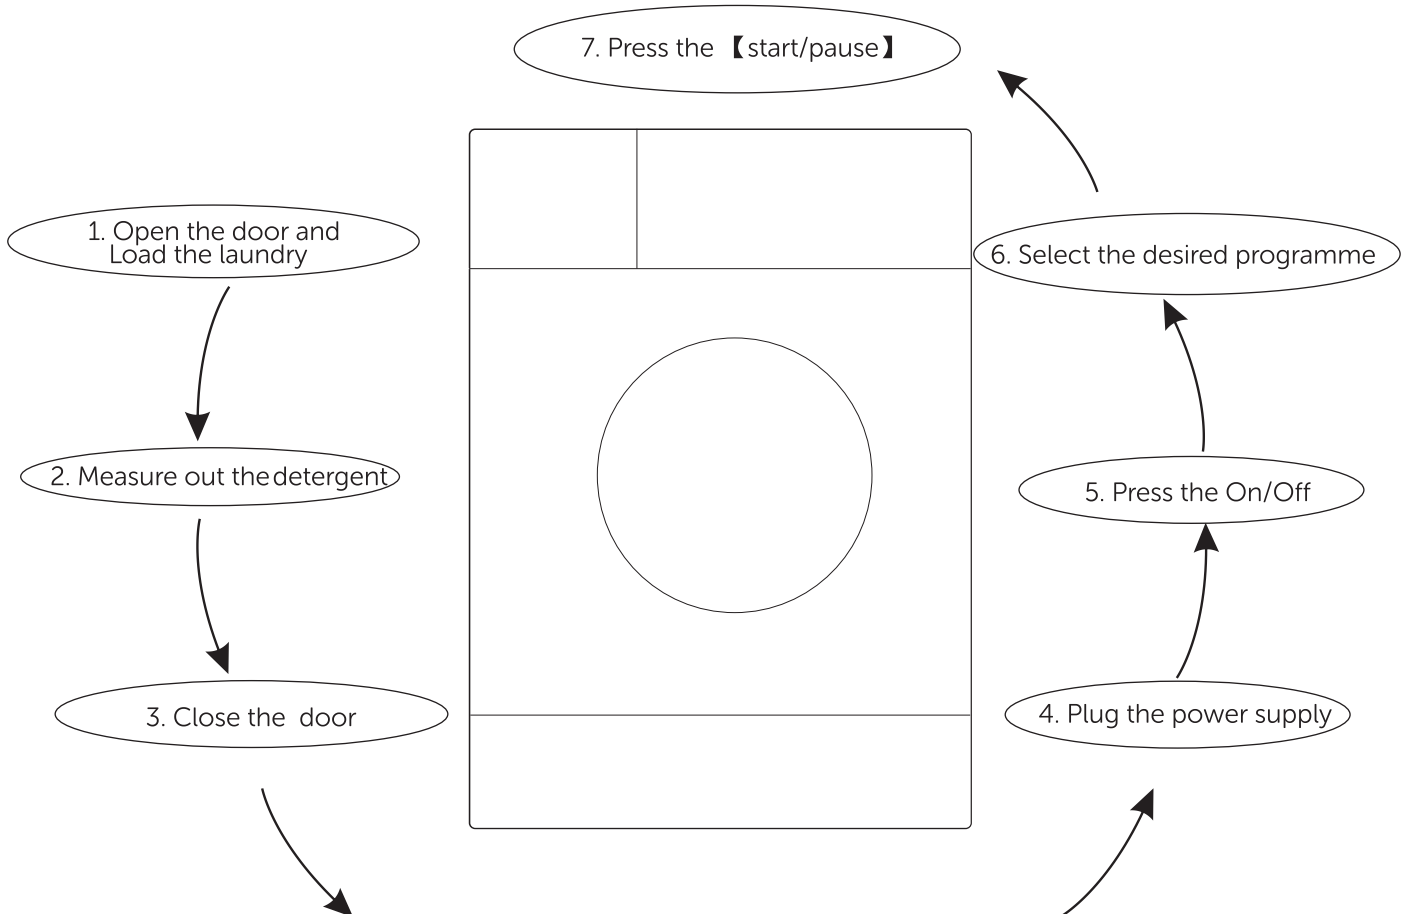 7. Press the 【start/pause】
1. Open the door and
Load the laundry
6. Select the desired programme
2. Measure out the detergent
5. Press the On/Off
3. Close the door
4. Plug the power supply